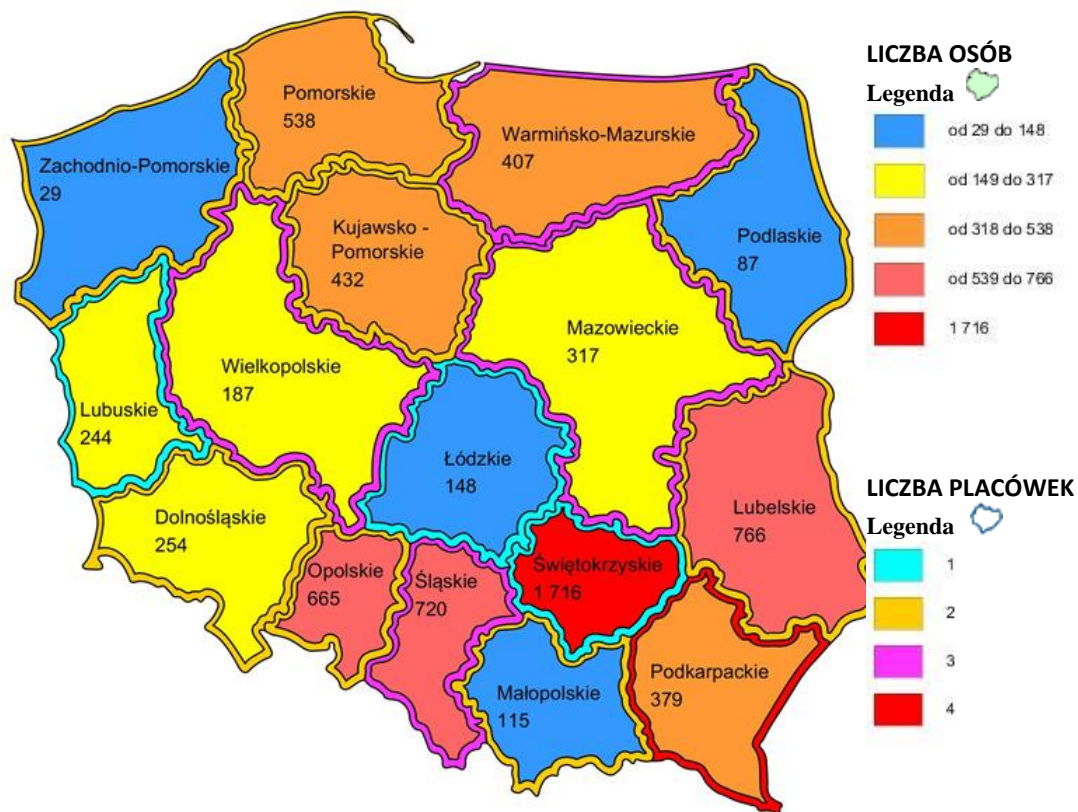 Pomorskie
538
Warmińsko-Mazurskie
407
Zachodnio-Pomorskie
29
Kujawsko -
Pomorskie
432
Podlaskie
87
Mazowieckie
317
Wielkopolskie
187
Lubuskie
244
Łódzkie
148
Dolnośląskie
254
Lubelskie
766
Opolskie
665
Śląskie
720
Świętokrzyskie
1 716
Małopolskie
115
Podkarpackie
379
LICZBA OSÓB
Legenda
od 29 do 148
od 149 do 317
od 318 do 538
od 539 do 766
1 716
LICZBA PLACÓWEK
Legenda
1
2
3
4